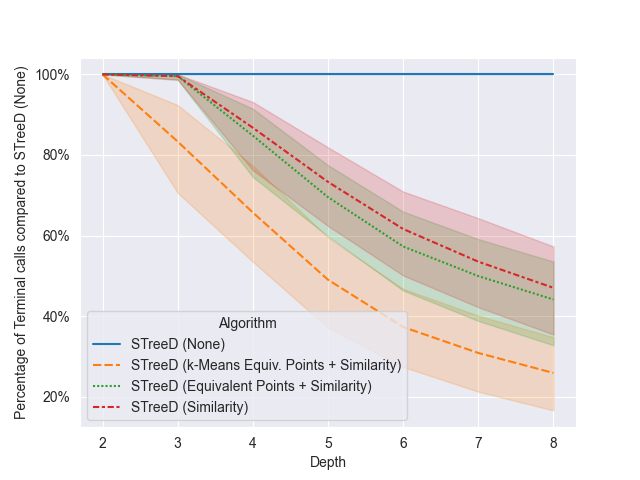 Percentage of Terminal calls compared to STreeD (None)
100%
80%
60%
40%
20%
Algorithm
STreeD (None)
STreeD (k-Means Equiv. Points + Similarity)
STreeD (Equivalent Points + Similarity)
STreeD (Similarity)
2 3 4 5 6 7 8
Depth